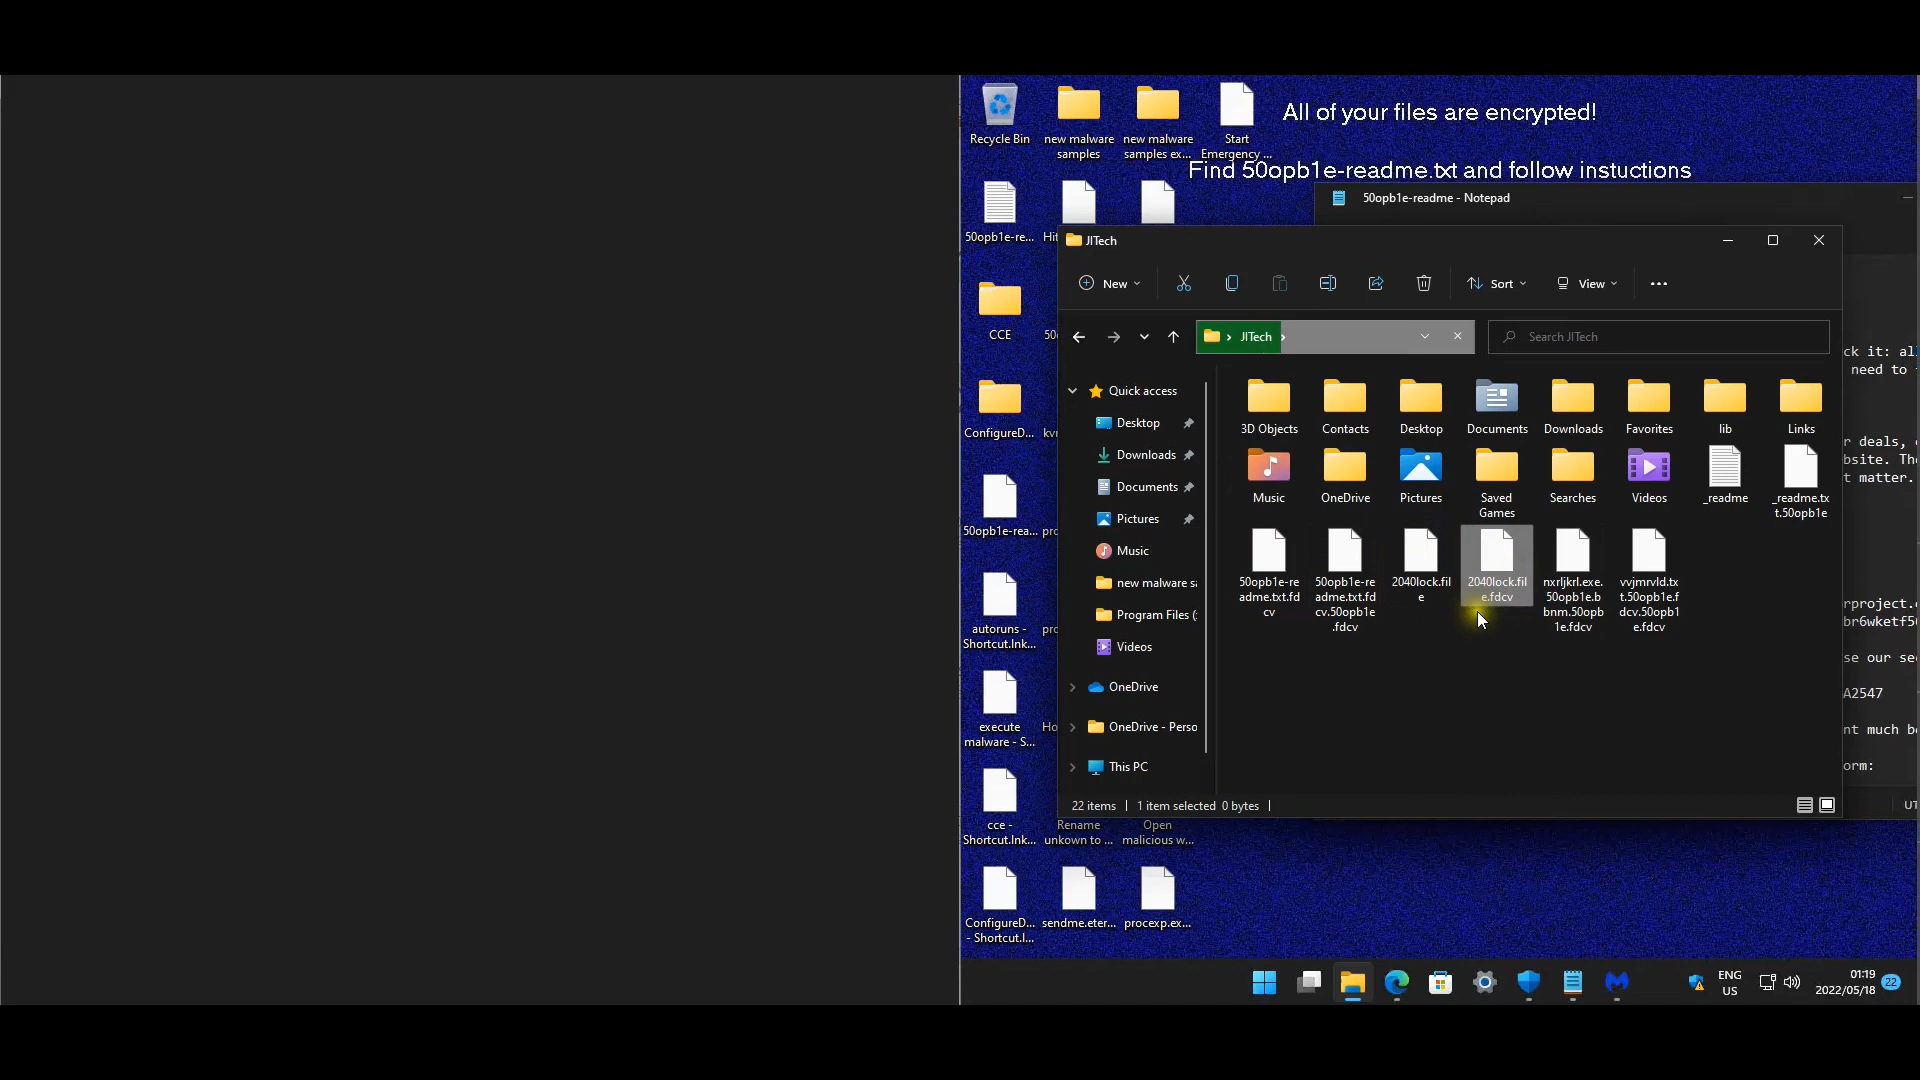 All of your files are encrypted!
Find 50opb1e-readme.txt and follow instuctions
Recycle Bin
new malware
samples
new malware
samples ex...
Start
Emergency ...
50opb1e-re...
Hit
CCE
50
ConfigureD...
kvr
50opb1e-rea...
pro
autoruns -
Shortcut.lnk...
pro
execute
malware - S...
Ho
cce -
Shortcut.lnk...
Rename
unkown to ...
Open
malicious w...
ConfigureD...
- Shortcut.l...
sendme.eter...
procexp.ex...
50opb1e-readme - Notepad
JITech
New
Sort
View
JITech
Search JITech
Quick access
Desktop
Downloads
Documents
Pictures
Music
new malware sa
Program Files (
Videos
OneDrive
OneDrive - Perso
This PC
3D Objects
Contacts
Desktop
Documents
Downloads
Favorites
lib
Links
Music
OneDrive
Pictures
Saved
Games
Searches
Videos
_readme
_readme.tx
t.50opb1e
50opb1e-re
adme.txt.fd
cv
50opb1e-re
adme.txt.fd
cv.50opb1e
.fdcv
2040lock.fil
e
2040lock.fil
e.fdcv
nxrljkrl.exe.
50opb1e.b
bnm.50opb
1e.fdcv
vvjmrvld.tx
t.50opb1e.f
dcv.50opb1
e.fdcv
22 items
1 item selected 0 bytes
ck it: al
need to
r deals,
bsite. Th
t matter.
rproject.
br6wketf5
se our se
A2547
nt much b
orm:
UT
ENG
US
01:19
2022/05/18
22